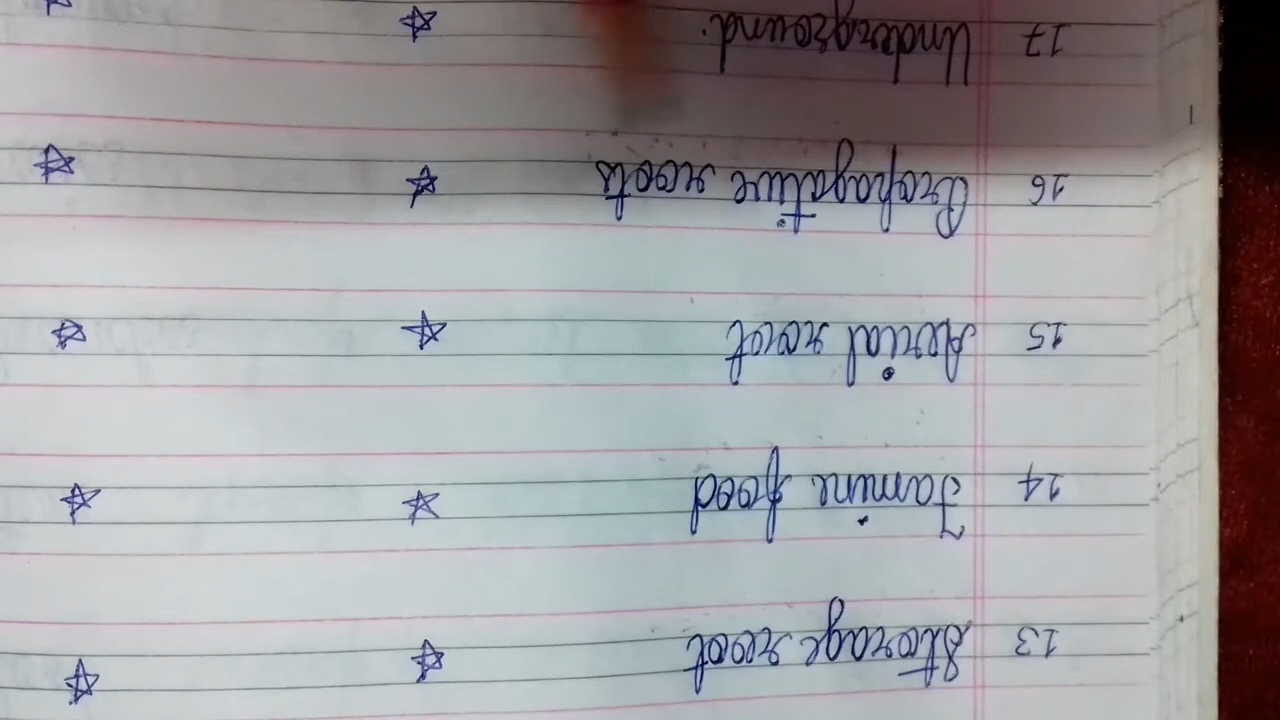 13 Storage root
14 Famine food
15 Aerial root
16 Propagative roots
17 Underground.